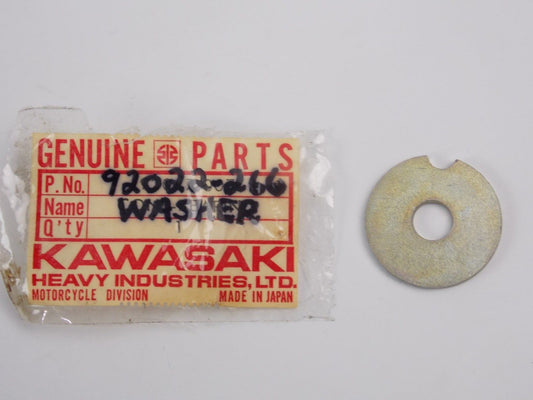 GENUINE PARTS
P. No. 92022-266
Name WASHER
Q'ty 1
KAWASAKI
HEAVY INDUSTRIES, LTD.
MOTORCYCLE DIVISION MADE IN JAPAN